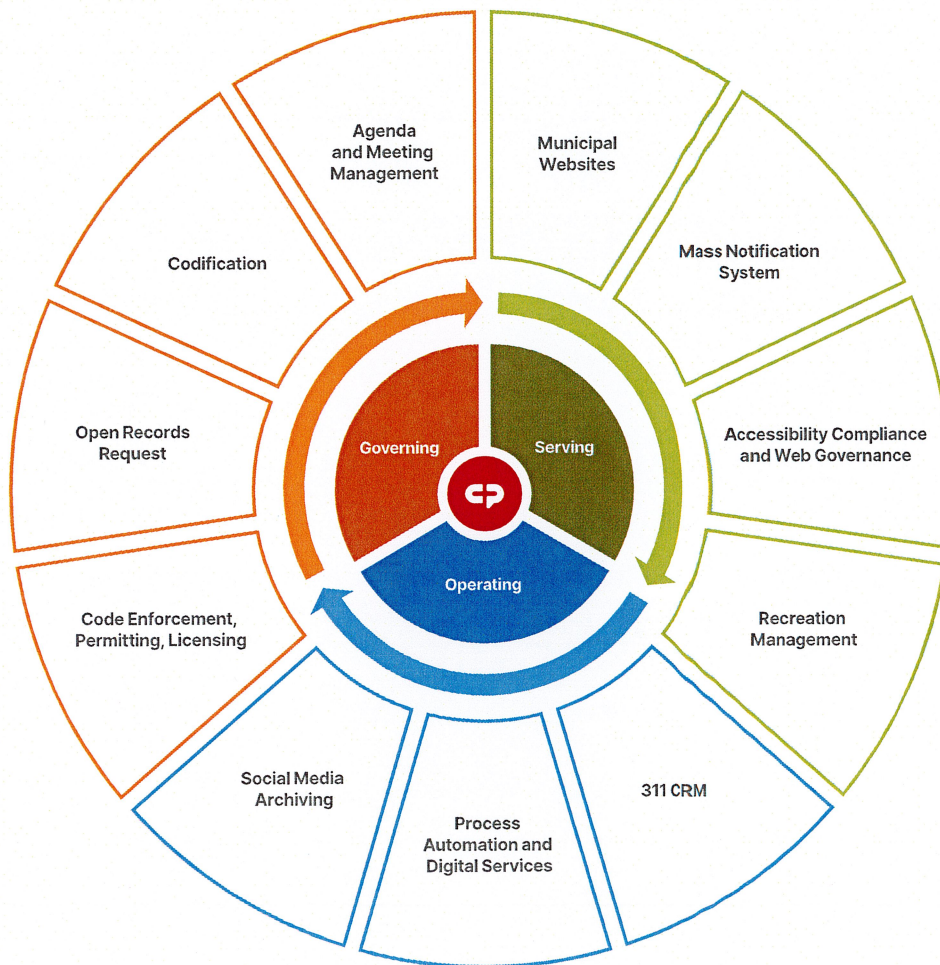 Agenda
and Meeting
Management
Municipal
Websites
Mass Notification
System
Accessibility Compliance
and Web Governance
Recreation
Management
311 CRM
Process
Automation and
Digital Services
Social Media
Archiving
Code Enforcement,
Permitting, Licensing
Open Records
Request
Codification
Governing
Serving
Operating